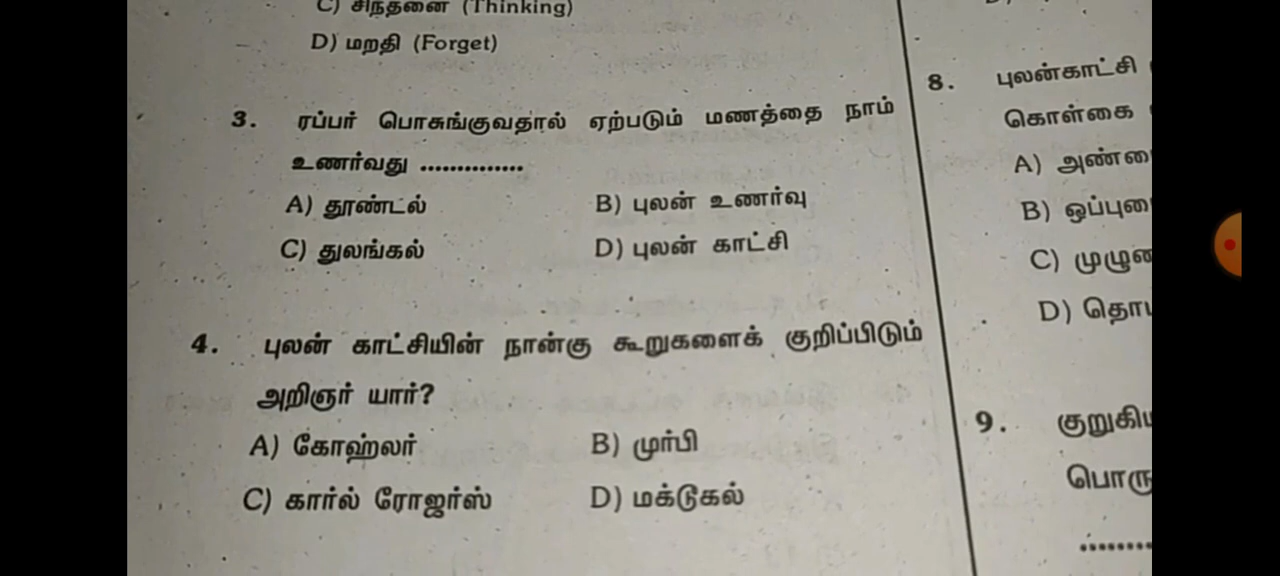 C) சிந்தனை (Thinking)
D) மறதி (Forget)
3. ரப்பர் பொசுங்குவதால் ஏற்படும் மணத்தை நாம்
உணர்வது ..............
A) தூண்டல் B) புலன் உணர்வு
C) துலங்கல் D) புலன் காட்சி
4. புலன் காட்சியின் நான்கு கூறுகளைக் குறிப்பிடும்
அறிஞர் யார்?
A) கோஹ்லர் B) முர்பி
C) கார்ல் ரோஜர்ஸ் D) மக்டூகல்
8. புலன்காட்சி
கொள்கை
A)
B)
C)
D)
9.